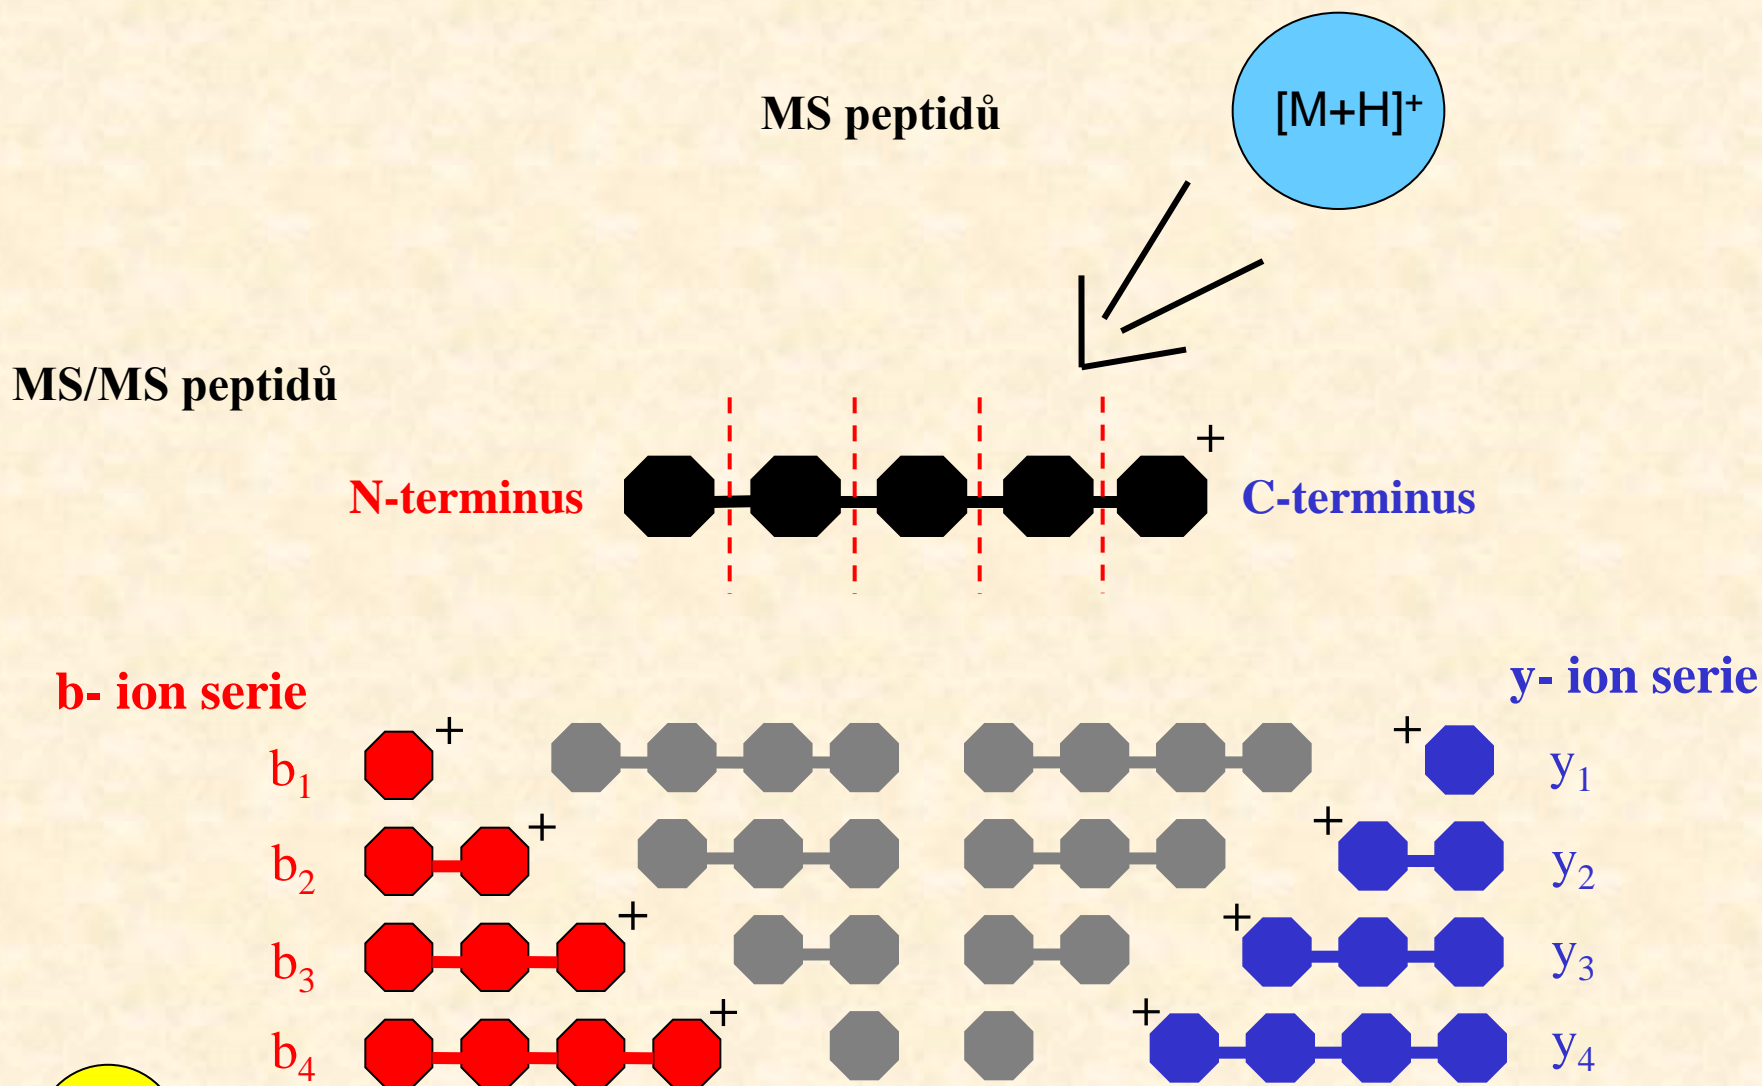 MS peptidů
[M+H]⁺
MS/MS peptidů
+
N-terminus
C-terminus
b- ion serie
y- ion serie
b₁ + + y₁
b₂ + + y₂
b₃ + + y₃
b₄ + + y₄